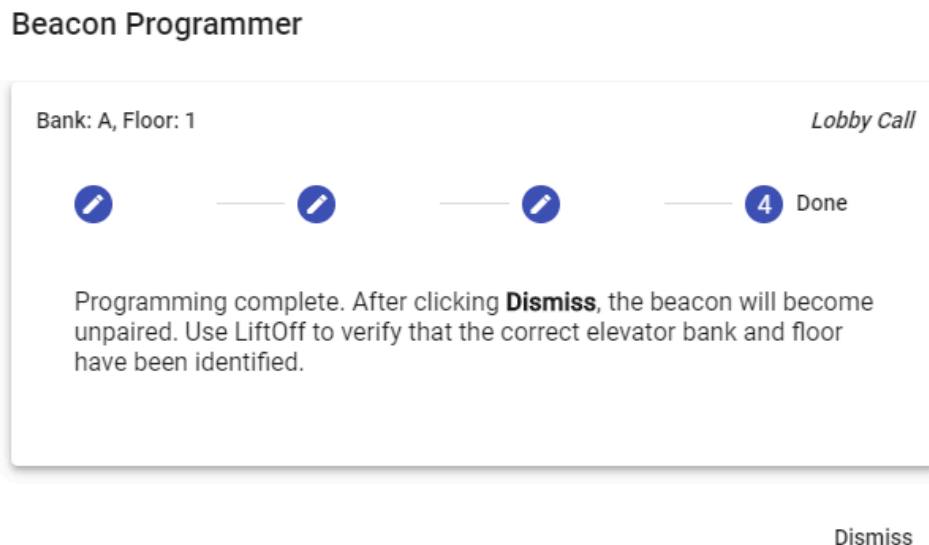 Beacon Programmer
Bank: A, Floor: 1
Lobby Call
4 Done
Programming complete. After clicking Dismiss, the beacon will become
unpaired. Use LiftOff to verify that the correct elevator bank and floor
have been identified.
Dismiss